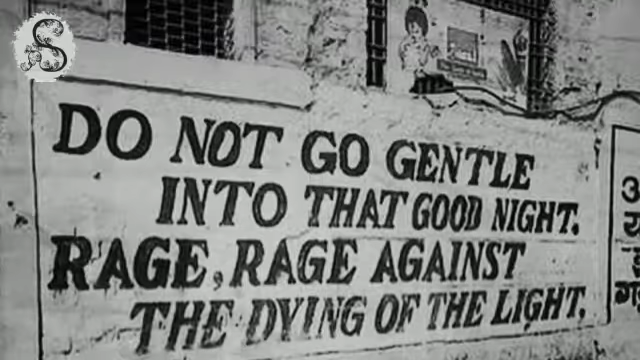 DO NOT GO GENTLE
INTO THAT GOOD NIGHT.
RAGE, RAGE AGAINST
THE DYING OF THE LIGHT.